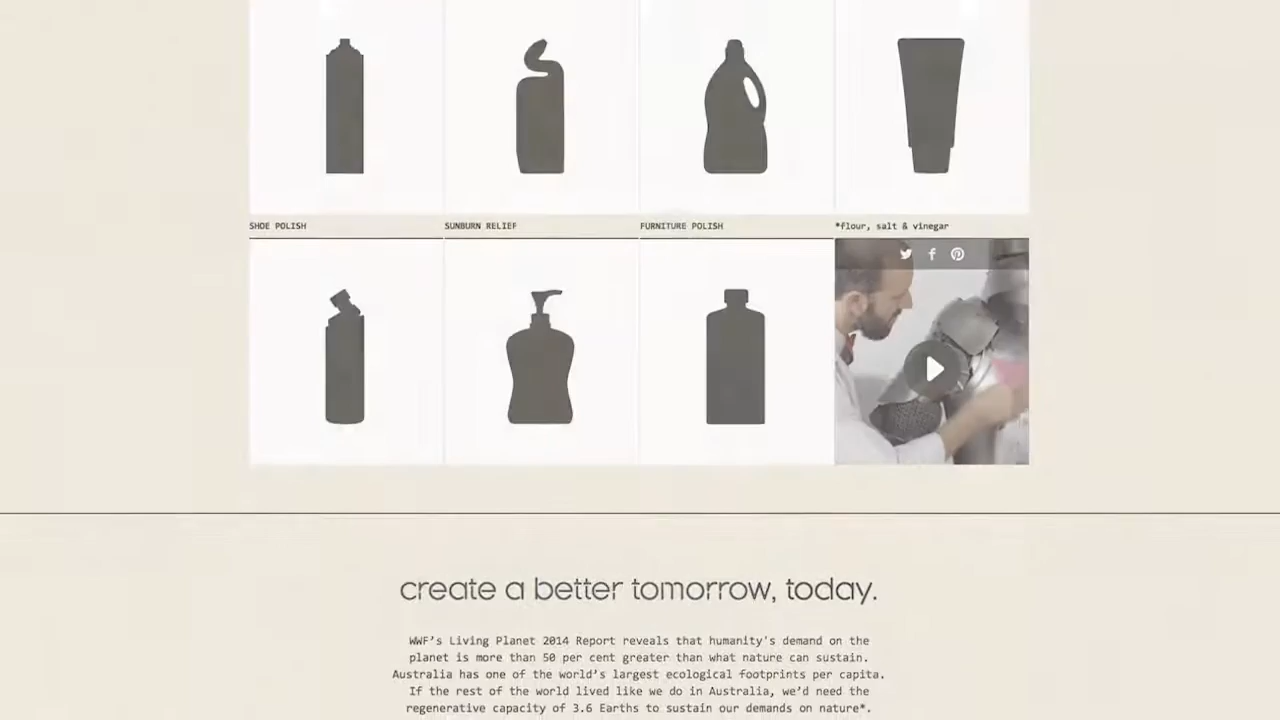 SHOE POLISH
SUNBURN RELIEF
FURNITURE POLISH
*flour, salt & vinegar
create a better tomorrow, today.
WWF’s Living Planet 2014 Report reveals that humanity's demand on the
planet is more than 50 per cent greater than what nature can sustain.
Australia has one of the world’s largest ecological footprints per capita.
If the rest of the world lived like we do in Australia, we’d need the
regenerative capacity of 3.6 Earths to sustain our demands on nature*.